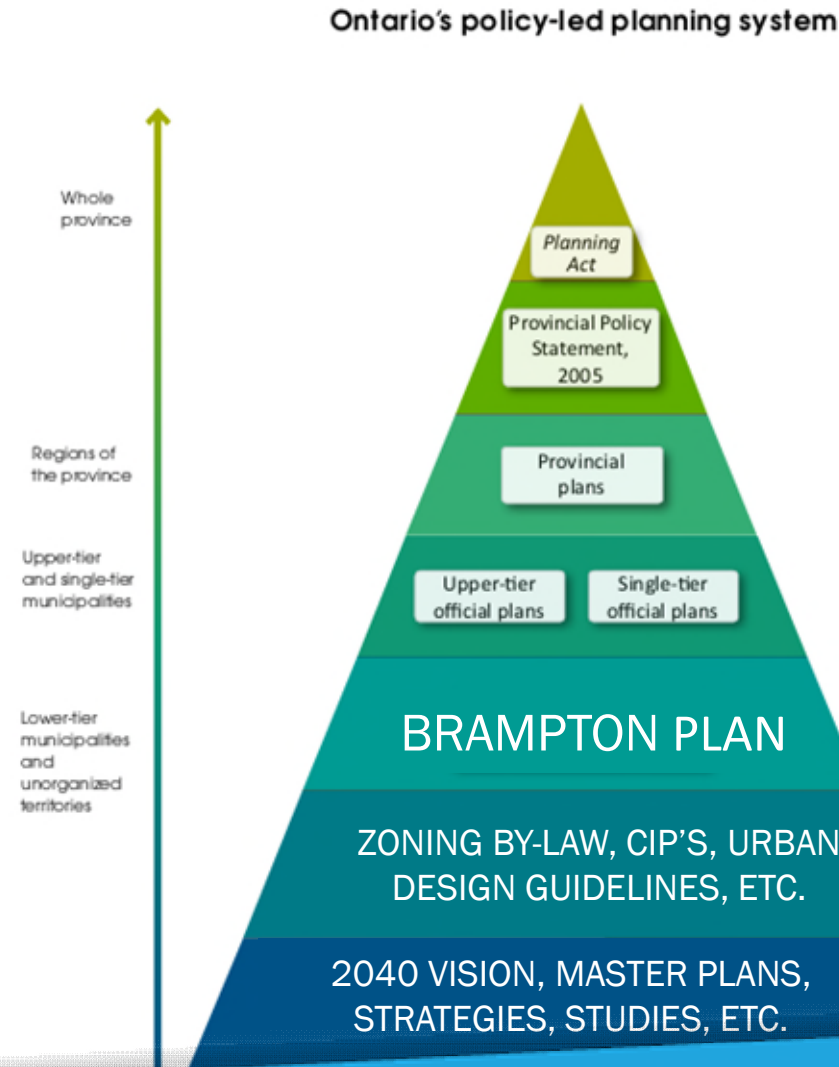 Ontario's policy-led planning system
Whole
province
Planning
Act
Provincial Policy
Statement,
2005
Regions of
the province
Provincial
plans
Upper-tier
and single-tier
municipalities
Upper-tier
official plans
Single-tier
official plans
Lower-tier
municipalities
and
unorganized
territories
BRAMPTON PLAN
ZONING BY-LAW, CIP'S, URBAN
DESIGN GUIDELINES, ETC.
2040 VISION, MASTER PLANS,
STRATEGIES, STUDIES, ETC.